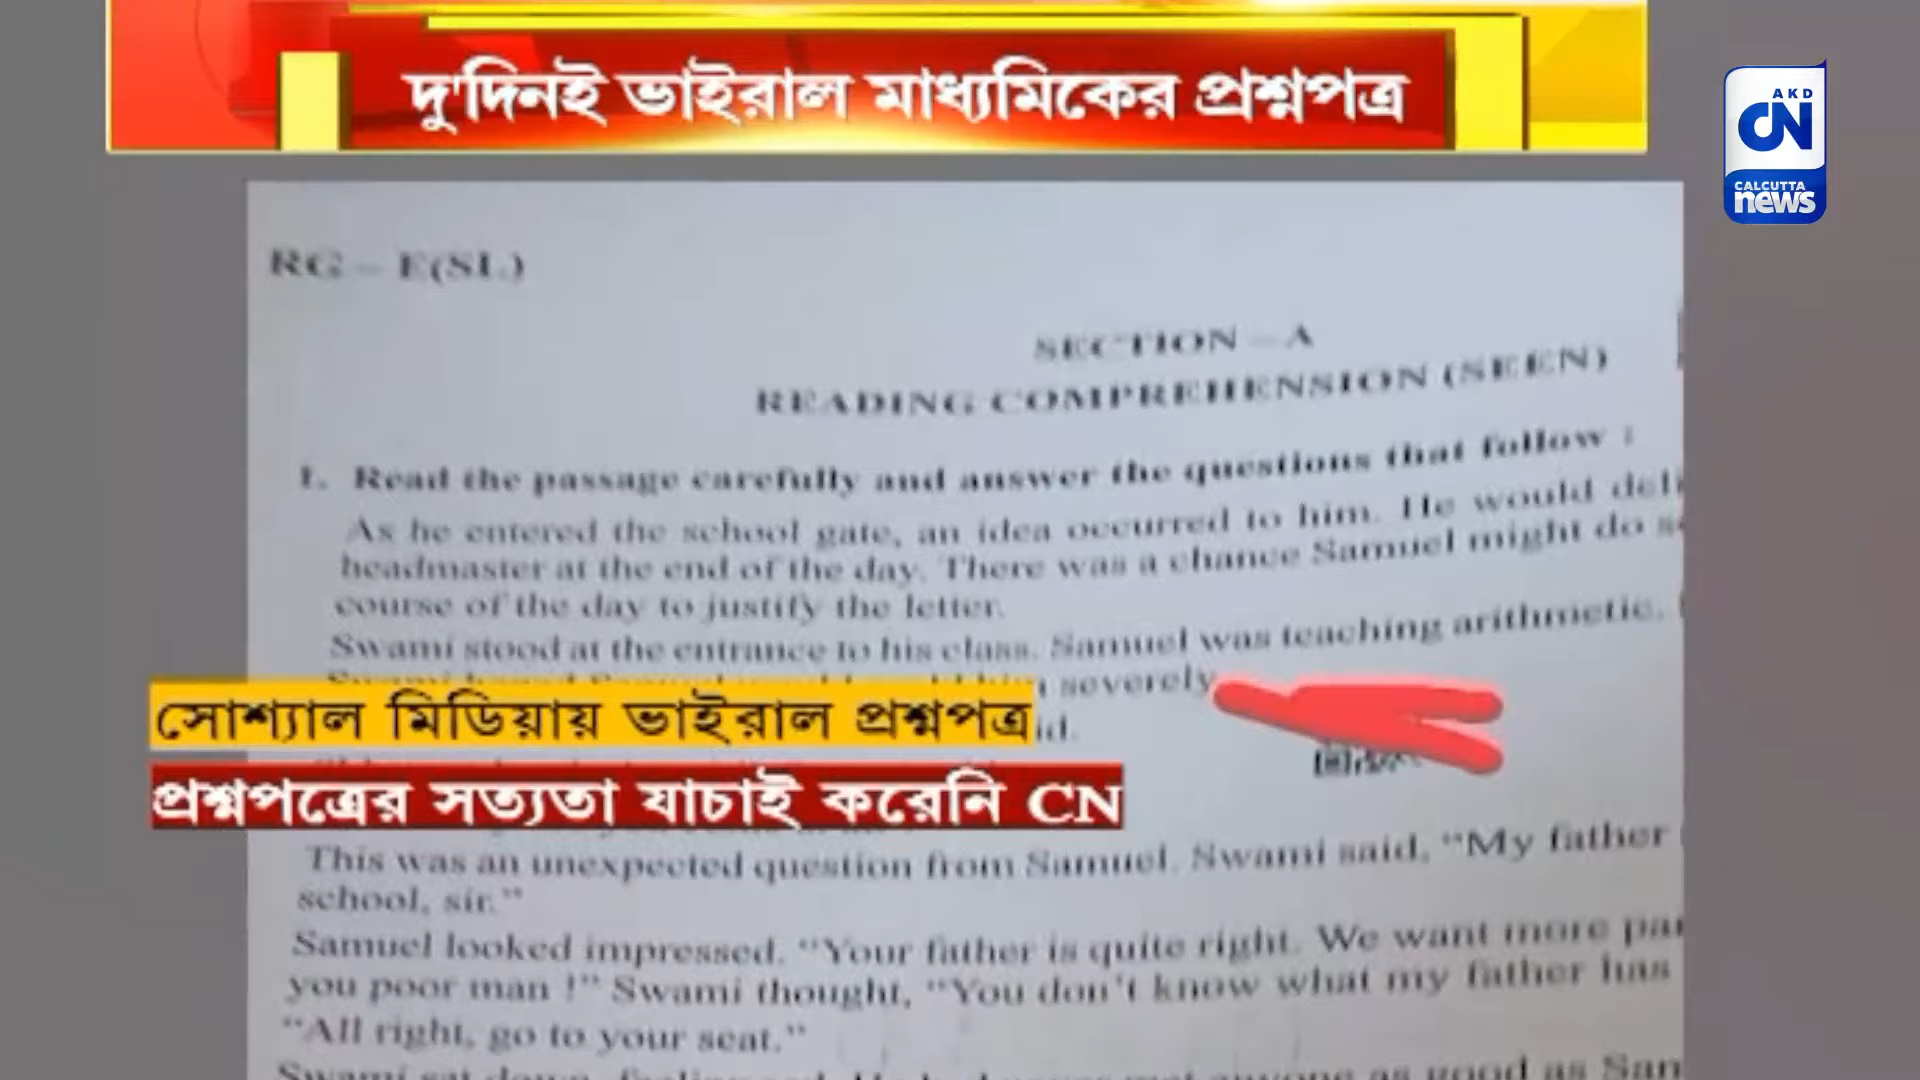 দু'দিনই ভাইরাল মাধ্যমিকের প্রশ্নপত্র
AKD
CN
CALCUTTA
news
RG – E(SL)
SECTION – A
READING COMPREHENSION (SEEN)
1. Read the passage carefully and answer the questions that follow :
As he entered the school gate, an idea occurred to him. He would deli
headmaster at the end of the day. There was a chance Samuel might do s
course of the day to justify the letter.
Swami stood at the entrance to his class. Samuel was teaching arithmetic.
severely
সোশ্যাল মিডিয়ায় ভাইরাল প্রশ্নপত্র
প্রশ্নপত্রের সত্যতা যাচাই করেনি CN
This was an unexpected question from Samuel. Swami said, “My father
school, sir.”
Samuel looked impressed. “Your father is quite right. We want more par
you poor man !” Swami thought, “You don't know what my father has
“All right, go to your seat.”